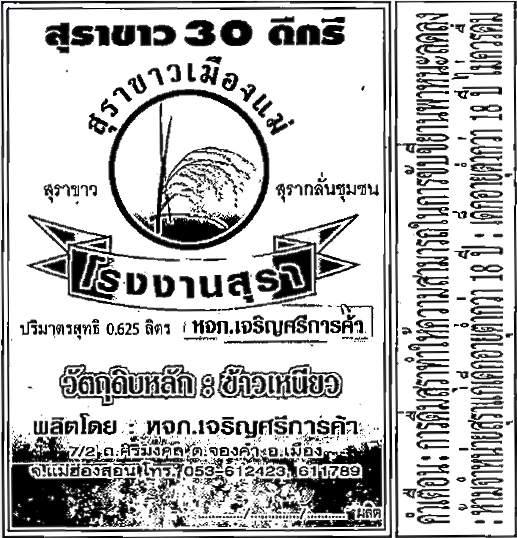 สุราขาว 30 ดีกรี
สุราขาวเมืองแม่
สุราขาว
สุรากลั่นชุมชน
โรงงานสุรา
ปริมาตรสุทธิ 0.625 ลิตร
หจก.เจริญศรีการค้า
วัตถุดิบหลัก : ข้าวเหนียว
ผลิตโดย : หจก.เจริญศรีการค้า
7/2 ถ.ศิริมงคล ต.จองคำ อ.เมือง
จ.แม่ฮ่องสอน โทร. 053-612423, 611789
ผลิต
คำเตือน : การดื่มสุราทำให้ความสามารถในการขับขี่ยานพาหนะลดลง
: ห้ามจำหน่ายสุราแก่เด็กอายุต่ำกว่า 18 ปี : เด็กอายุต่ำกว่า 18 ปี ไม่ควรดื่ม